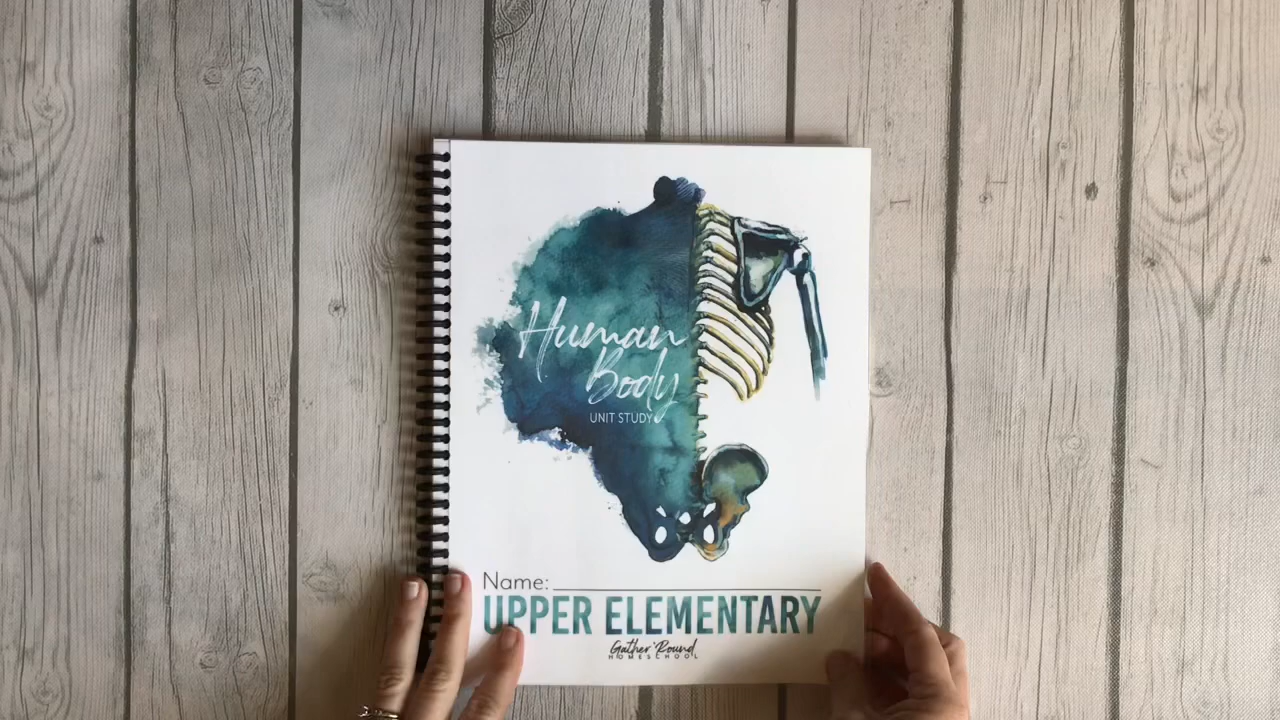 Human
Body
UNIT STUDY
Name:
UPPER ELEMENTARY
Gather 'Round
HOMESCHOOL